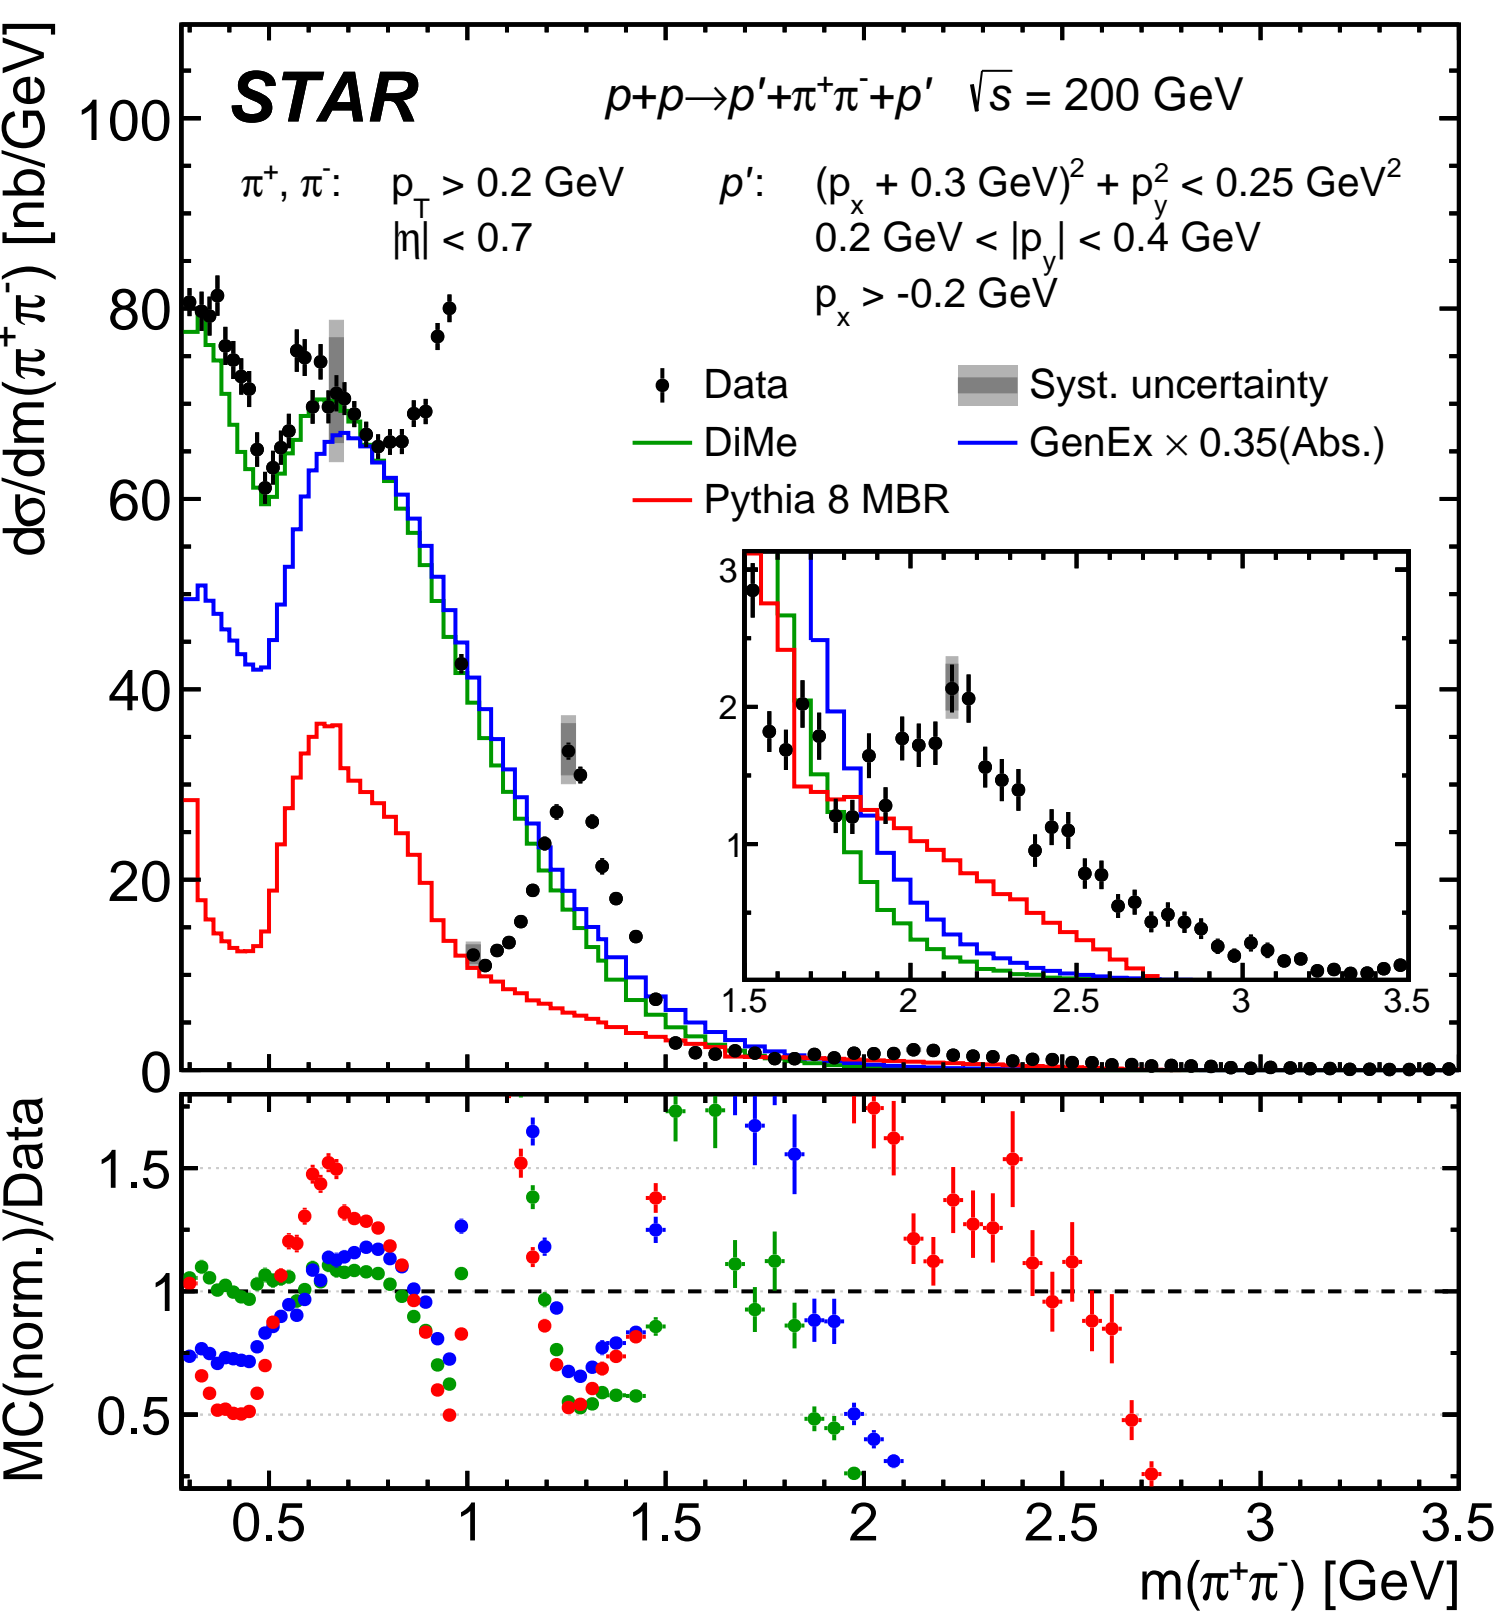 STAR
p+p→p′+π⁺π⁻+p′ √s = 200 GeV
π⁺, π⁻: p_T > 0.2 GeV
|η| < 0.7
p′: (p_x + 0.3 GeV)² + p_y² < 0.25 GeV²
0.2 GeV < |p_y| < 0.4 GeV
p_x > -0.2 GeV
Data
Syst. uncertainty
DiMe
GenEx × 0.35(Abs.)
Pythia 8 MBR
dσ/dm(π⁺π⁻) [nb/GeV]
100
80
60
40
20
0
3
2
1
1.5 2 2.5 3 3.5
MC(norm.)/Data
1.5
1
0.5
0.5 1 1.5 2 2.5 3 3.5
m(π⁺π⁻) [GeV]